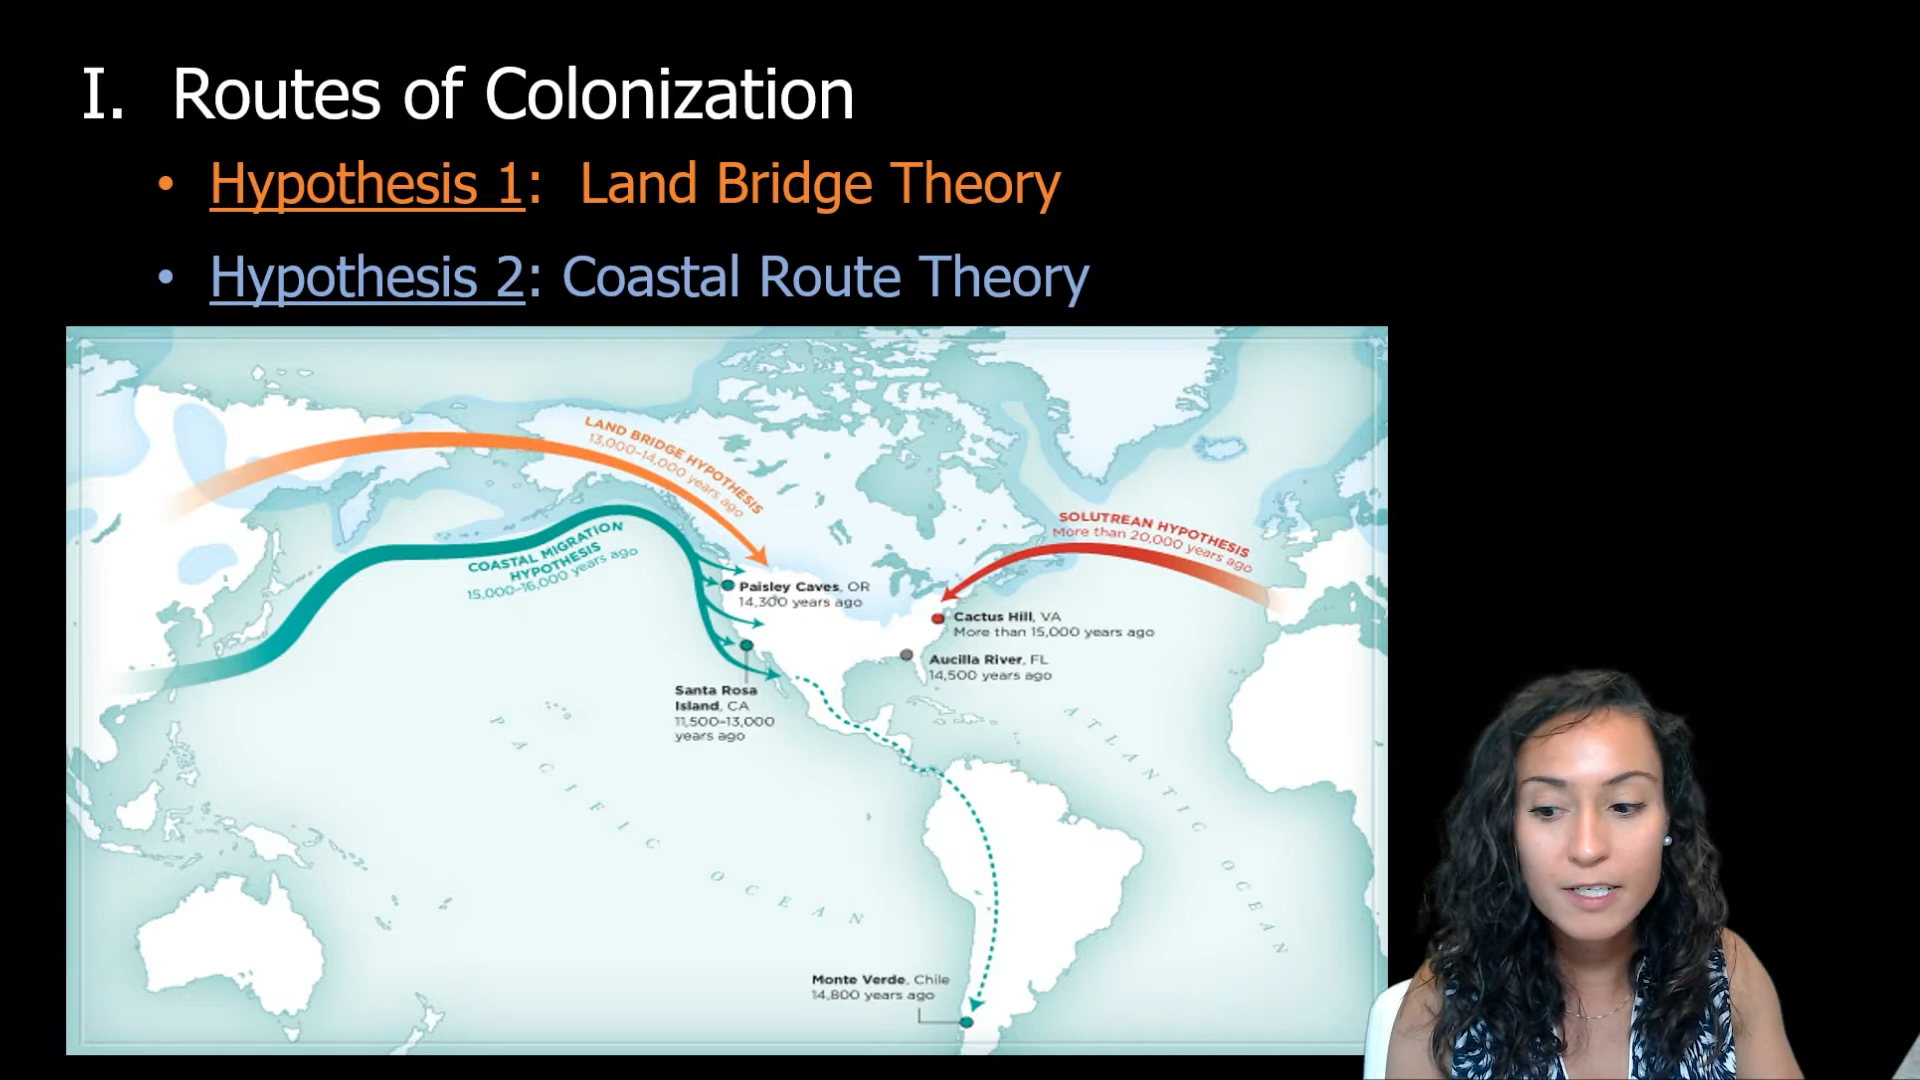 I. Routes of Colonization
• Hypothesis 1: Land Bridge Theory
• Hypothesis 2: Coastal Route Theory
LAND BRIDGE HYPOTHESIS
13,000–14,000 years ago
COASTAL MIGRATION
HYPOTHESIS
15,000–16,000 years ago
SOLUTREAN HYPOTHESIS
More than 20,000 years ago
Paisley Caves, OR
14,300 years ago
Cactus Hill, VA
More than 15,000 years ago
Aucilla River, FL
14,500 years ago
Santa Rosa
Island, CA
11,500–13,000
years ago
PACIFIC OCEAN
ATLANTIC OCEAN
Monte Verde, Chile
14,800 years ago